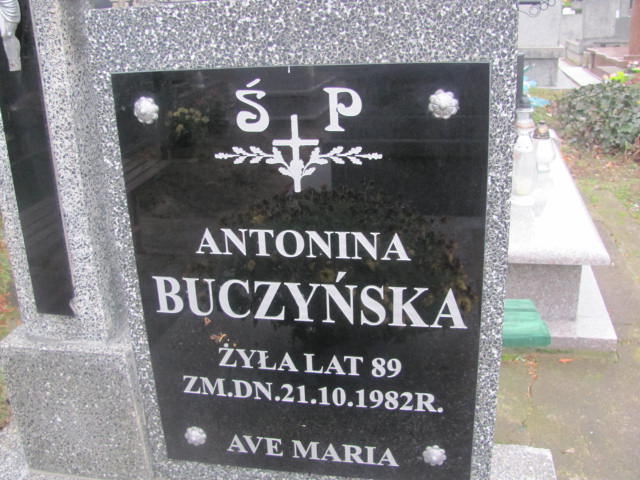 Ś P
ANTONINA
BUCZYŃSKA
ŻYŁA LAT 89
ZM.DN.21.10.1982R.
AVE MARIA